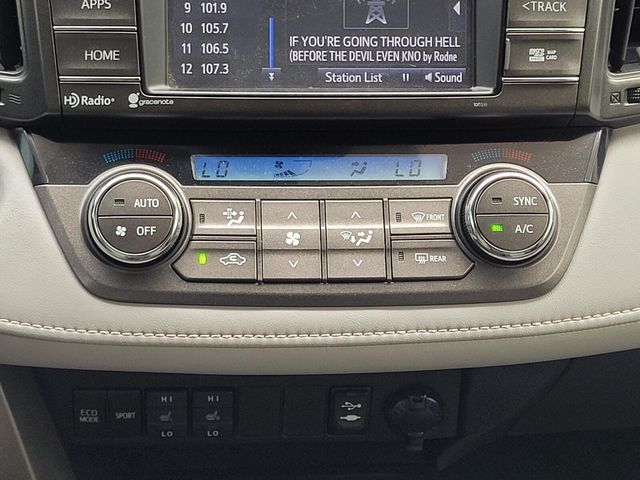 APPS
9 101.9
10 105.7
11 106.5
12 107.3
IF YOU'RE GOING THROUGH HELL
(BEFORE THE DEVIL EVEN KNO by Rodne
Station List
Sound
<TRACK
HOME
MAP
CARD
HD Radio
gracenote
LO
LO
AUTO
OFF
FRONT
REAR
SYNC
A/C
ECO
MODE
SPORT
HI
LO
HI
LO